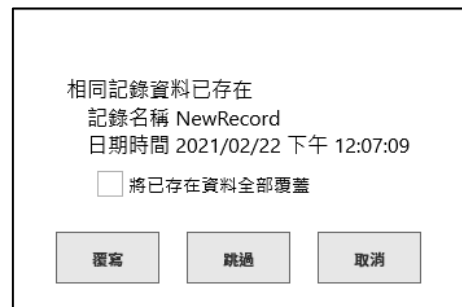 相同記錄資料已存在
記錄名稱 NewRecord
日期時間 2021/02/22 下午 12:07:09
將已存在資料全部覆蓋
覆寫 跳過 取消